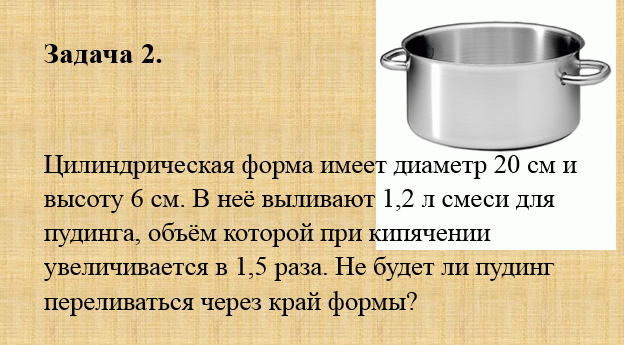 Задача 2.
Цилиндрическая форма имеет диаметр 20 см и
высоту 6 см. В неё выливают 1,2 л смеси для
пудинга, объём которой при кипячении
увеличивается в 1,5 раза. Не будет ли пудинг
переливаться через край формы?